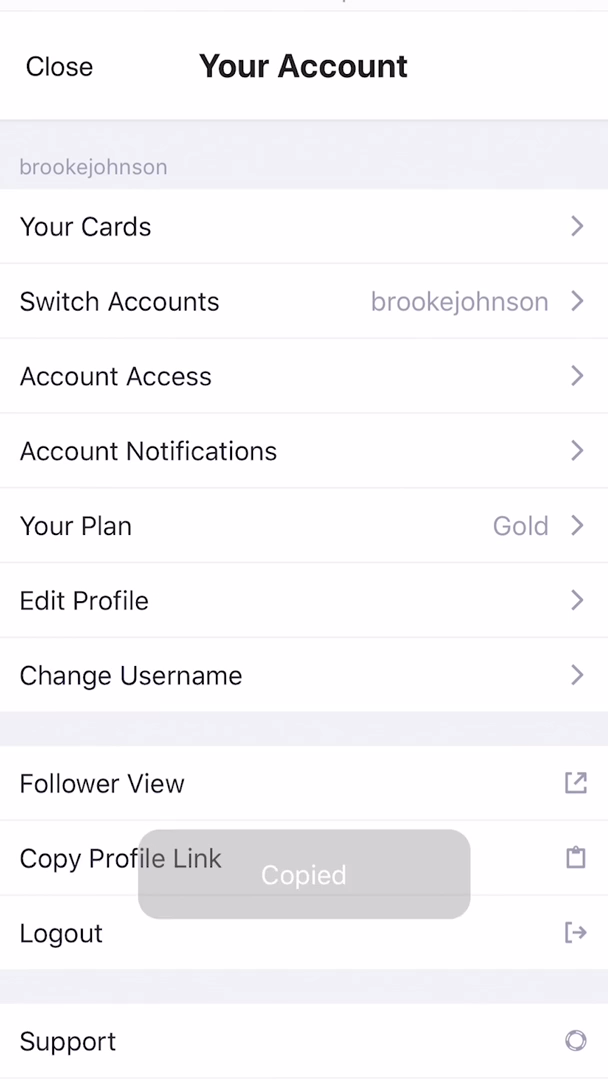 Close
Your Account
brookejohnson
Your Cards
Switch Accounts brookejohnson
Account Access
Account Notifications
Your Plan Gold
Edit Profile
Change Username
Follower View
Copy Profile Link
Copied
Logout
Support